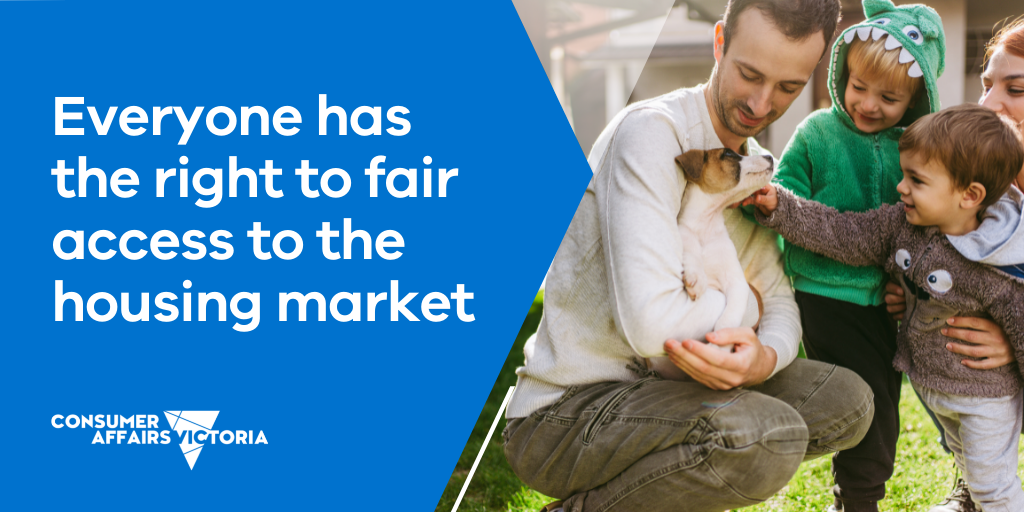 Everyone has
the right to fair
access to the
housing market
CONSUMER
AFFAIRS VICTORIA